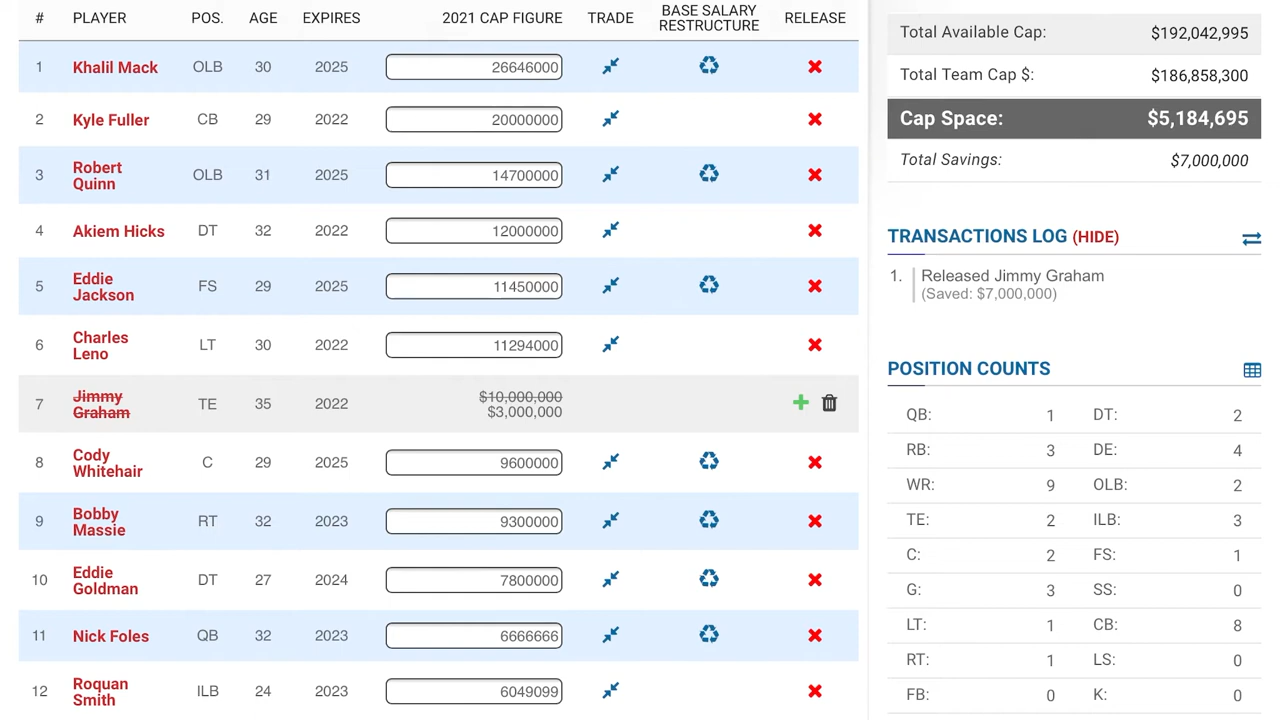 # PLAYER POS. AGE EXPIRES 2021 CAP FIGURE TRADE BASE SALARY RESTRUCTURE RELEASE
1 Khalil Mack OLB 30 2025 26646000
2 Kyle Fuller CB 29 2022 20000000
3 Robert Quinn OLB 31 2025 14700000
4 Akiem Hicks DT 32 2022 12000000
5 Eddie Jackson FS 29 2025 11450000
6 Charles Leno LT 30 2022 11294000
7 Jimmy Graham TE 35 2022 $10,000,000 $3,000,000
8 Cody Whitehair C 29 2025 9600000
9 Bobby Massie RT 32 2023 9300000
10 Eddie Goldman DT 27 2024 7800000
11 Nick Foles QB 32 2023 6666666
12 Roquan Smith ILB 24 2023 6049099
Total Available Cap: $192,042,995
Total Team Cap $: $186,858,300
Cap Space: $5,184,695
Total Savings: $7,000,000
TRANSACTIONS LOG (HIDE)
1. Released Jimmy Graham
(Saved: $7,000,000)
POSITION COUNTS
QB: 1 DT: 2
RB: 3 DE: 4
WR: 9 OLB: 2
TE: 2 ILB: 3
C: 2 FS: 1
G: 3 SS: 0
LT: 1 CB: 8
RT: 1 LS: 0
FB: 0 K: 0